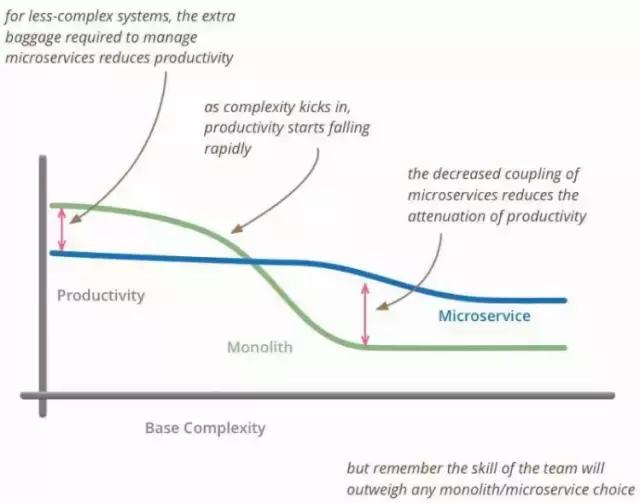 for less-complex systems, the extra
baggage required to manage
microservices reduces productivity
as complexity kicks in,
productivity starts falling
rapidly
the decreased coupling of
microservices reduces the
attenuation of productivity
Productivity
Microservice
Monolith
Base Complexity
but remember the skill of the team will
outweigh any monolith/microservice choice